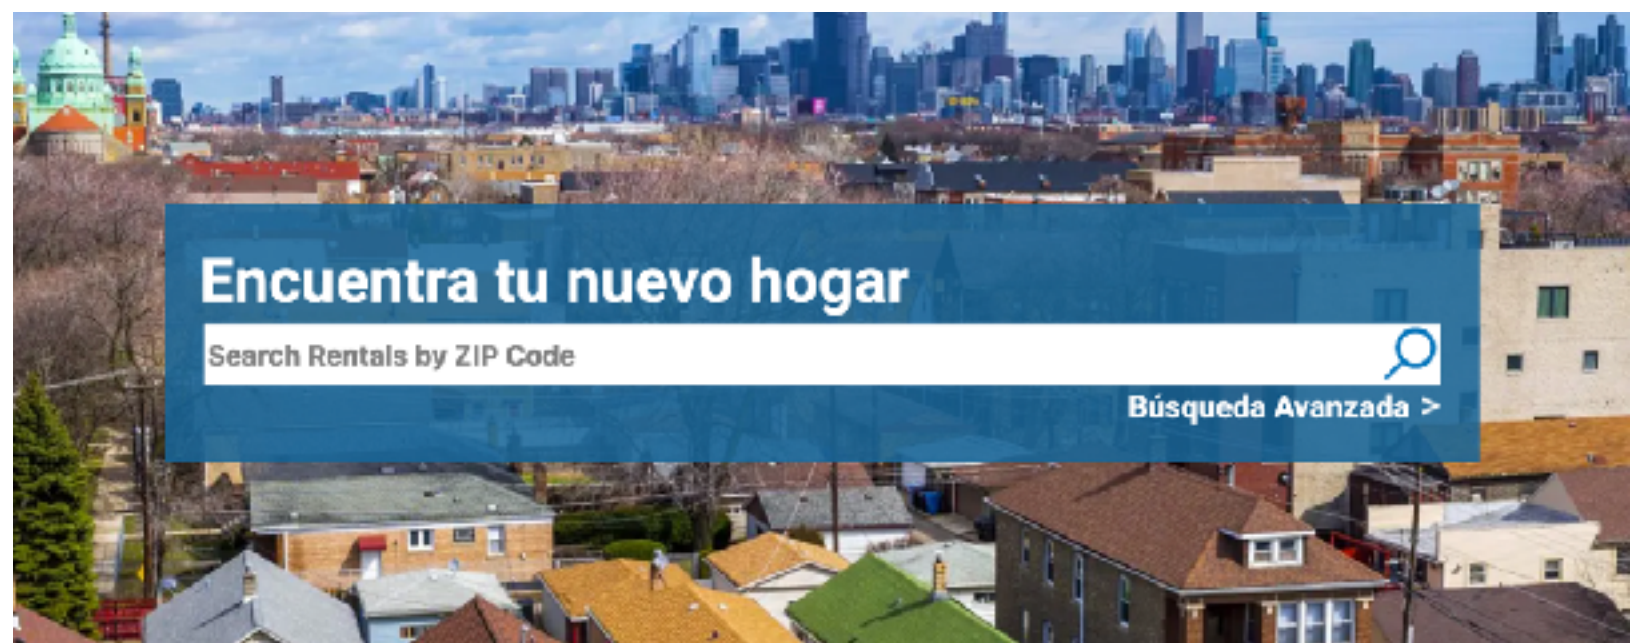 Encuentra tu nuevo hogar
Search Rentals by ZIP Code
Búsqueda Avanzada >